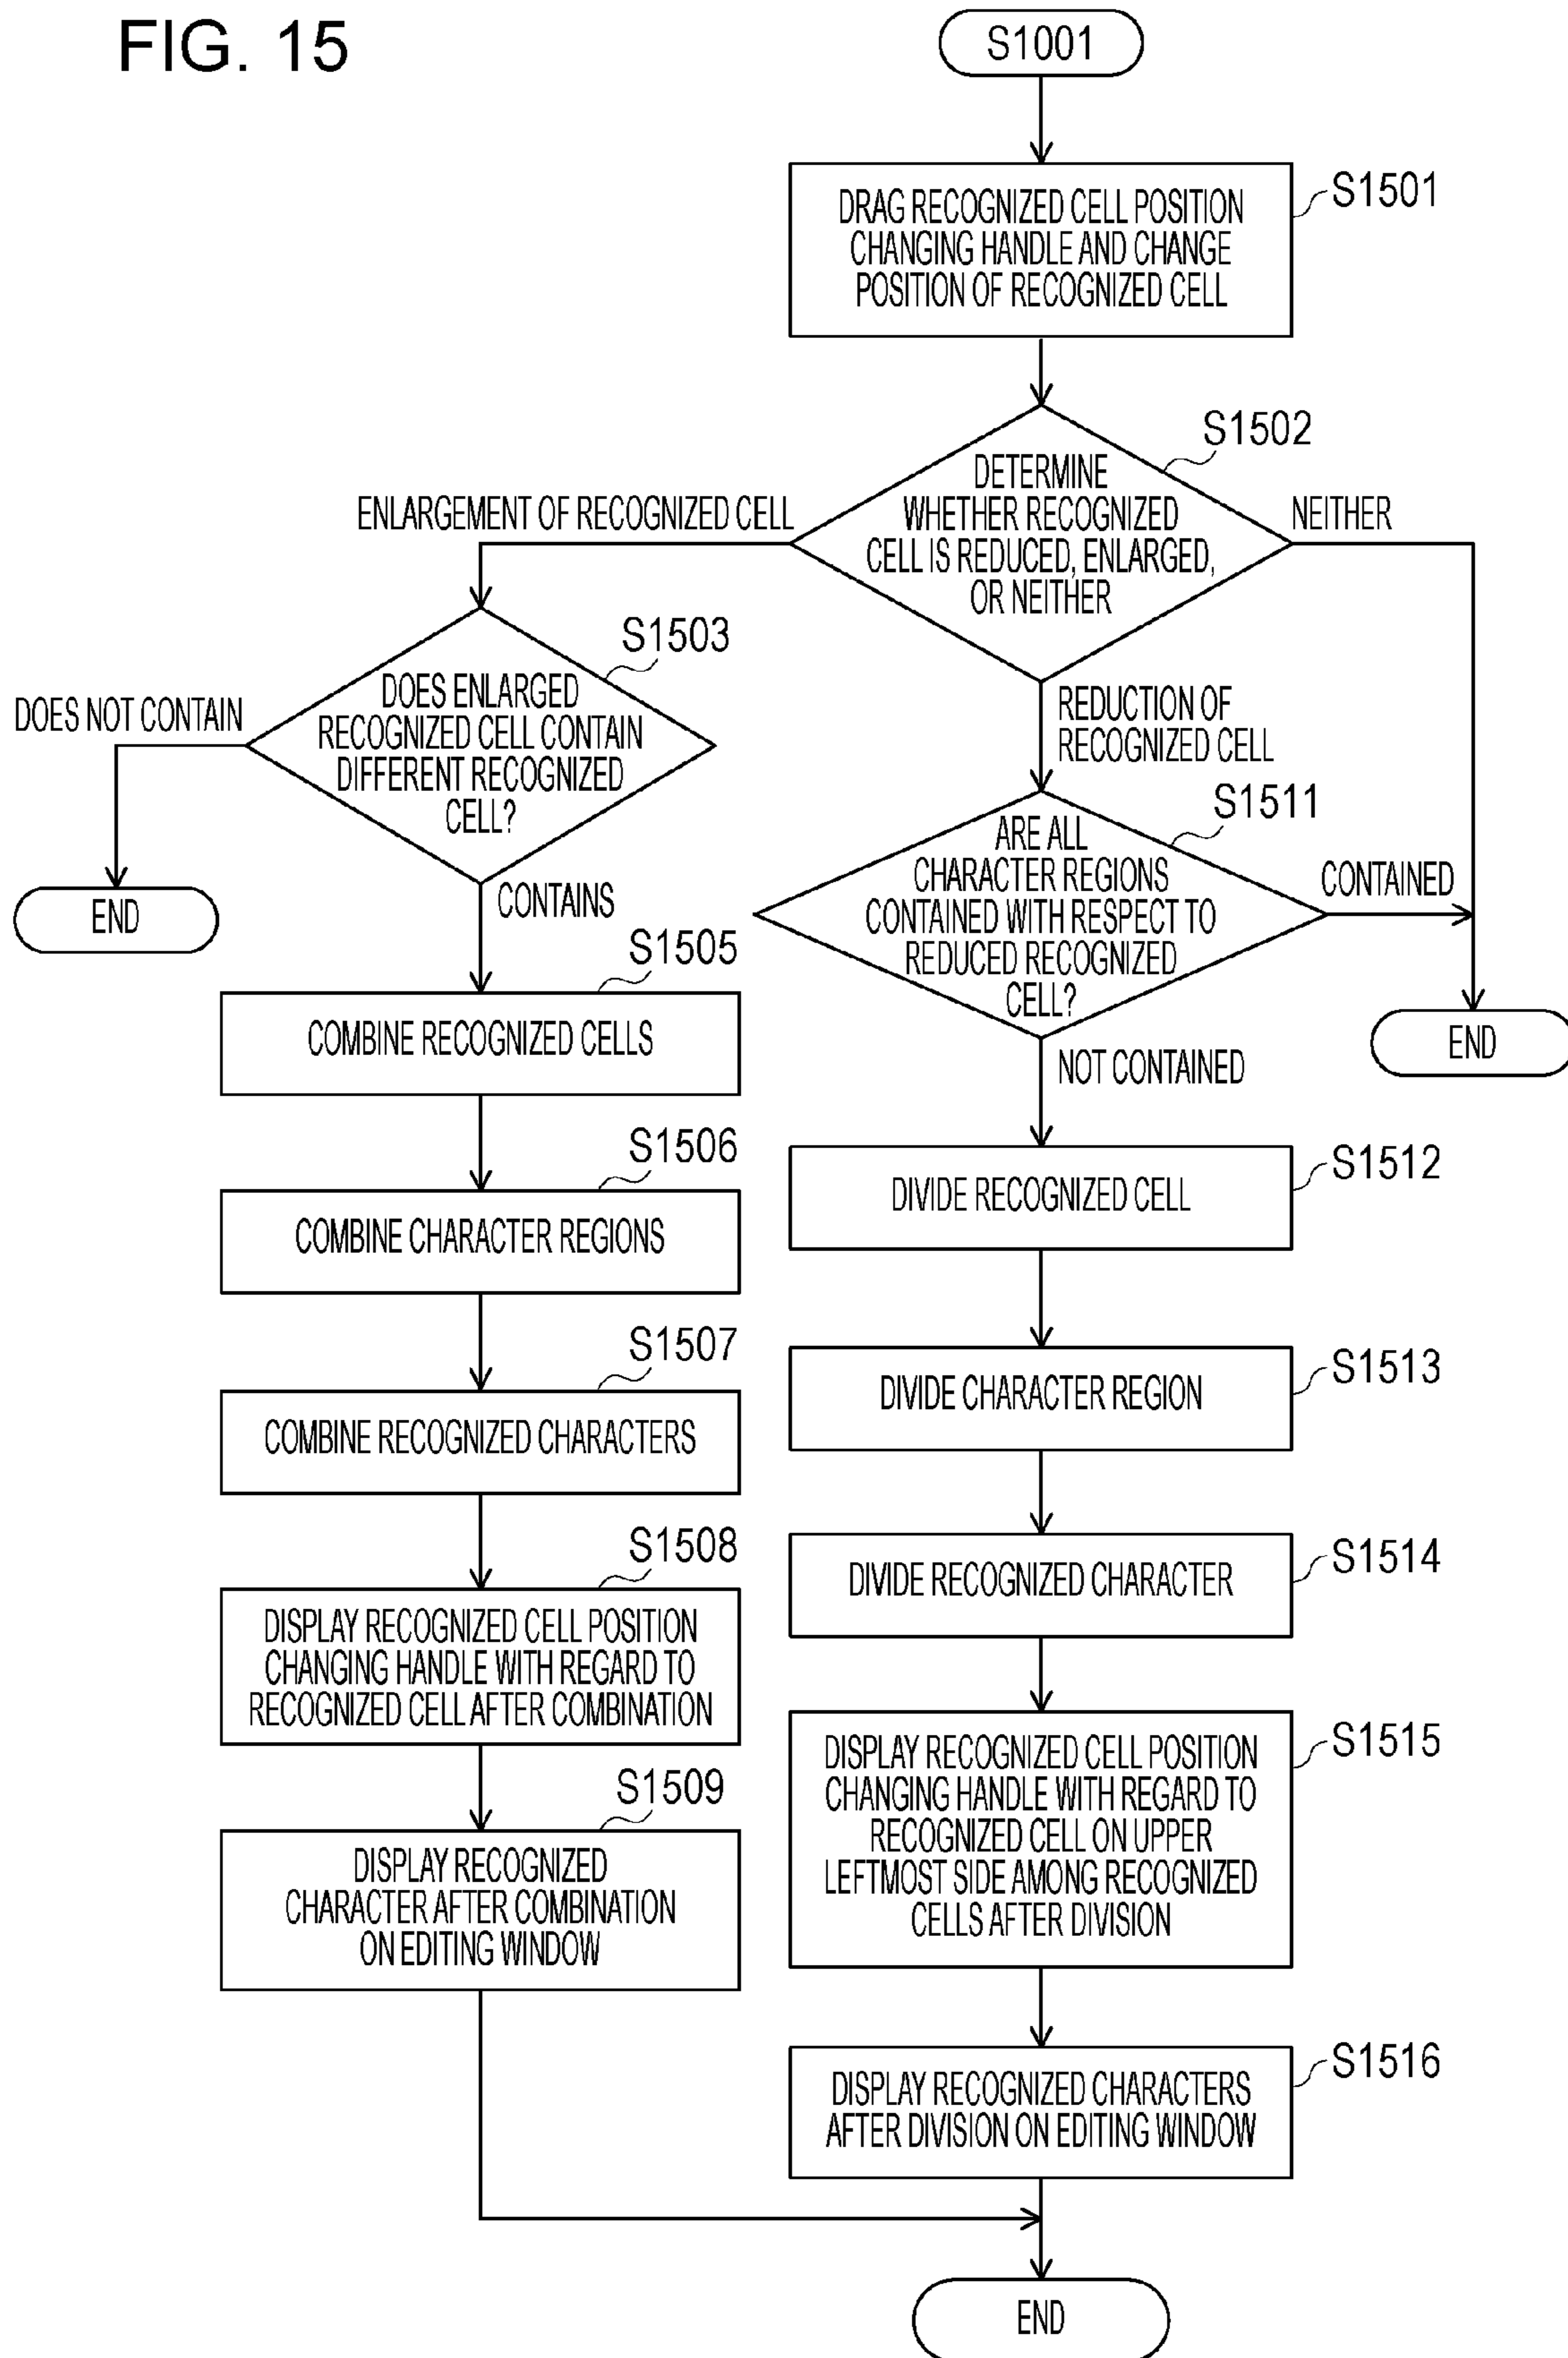 FIG. 15
S1001
DRAG RECOGNIZED CELL POSITION
CHANGING HANDLE AND CHANGE
POSITION OF RECOGNIZED CELL
S1501
S1502
DETERMINE
WHETHER RECOGNIZED
CELL IS REDUCED, ENLARGED,
OR NEITHER
ENLARGEMENT OF RECOGNIZED CELL
NEITHER
S1503
DOES ENLARGED
RECOGNIZED CELL CONTAIN
DIFFERENT RECOGNIZED
CELL?
DOES NOT CONTAIN
END
CONTAINS
REDUCTION OF
RECOGNIZED CELL
S1511
ARE ALL
CHARACTER REGIONS
CONTAINED WITH RESPECT TO
REDUCED RECOGNIZED
CELL?
CONTAINED
END
NOT CONTAINED
S1505
COMBINE RECOGNIZED CELLS
S1506
COMBINE CHARACTER REGIONS
S1507
COMBINE RECOGNIZED CHARACTERS
S1508
DISPLAY RECOGNIZED CELL POSITION
CHANGING HANDLE WITH REGARD TO
RECOGNIZED CELL AFTER COMBINATION
S1509
DISPLAY RECOGNIZED
CHARACTER AFTER COMBINATION
ON EDITING WINDOW
S1512
DIVIDE RECOGNIZED CELL
S1513
DIVIDE CHARACTER REGION
S1514
DIVIDE RECOGNIZED CHARACTER
S1515
DISPLAY RECOGNIZED CELL POSITION
CHANGING HANDLE WITH REGARD TO
RECOGNIZED CELL ON UPPER
LEFTMOST SIDE AMONG RECOGNIZED
CELLS AFTER DIVISION
S1516
DISPLAY RECOGNIZED CHARACTERS
AFTER DIVISION ON EDITING WINDOW
END